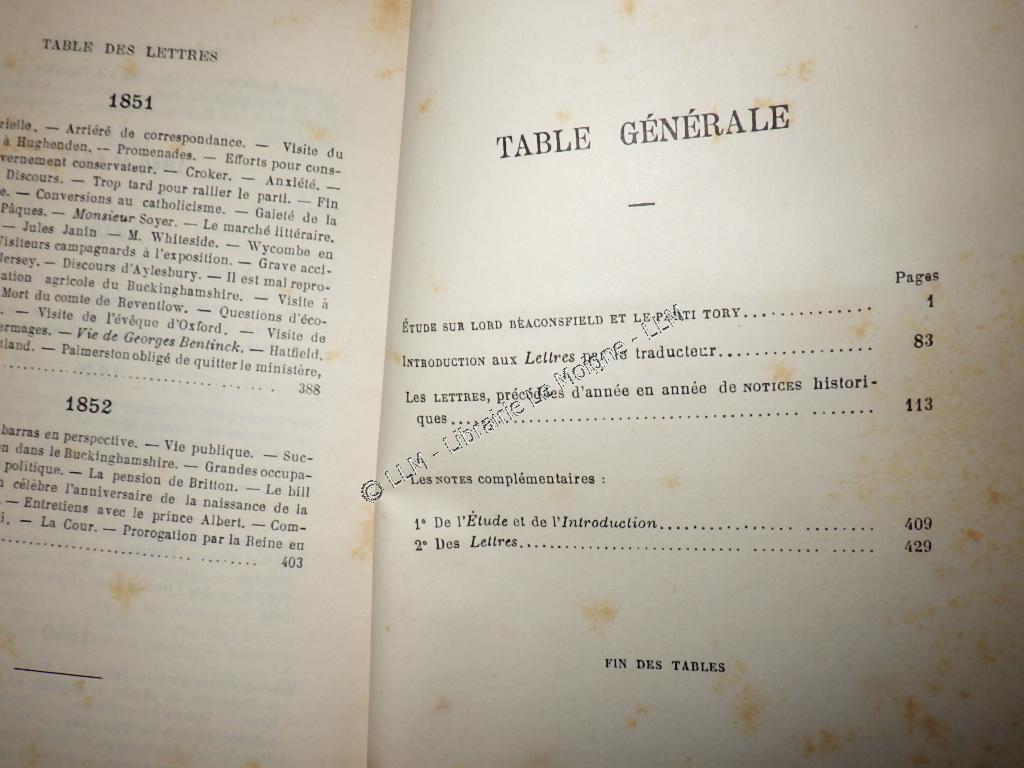 TABLE DES LETTRES
1851
— Arriéré de correspondance. — Visite du
à Hughenden. — Promenades. — Efforts pour cons-
conservateur. — Croker. — Anxiété. —
Discours. — Trop tard pour rallier le parti. — Fin
— Conversions au catholicisme. — Gaieté de la
Pâques. — Monsieur Soyer. — Le marché littéraire.
— Jules Janin — M. Whiteside. — Wycombe en
Visiteurs campagnards à l'exposition. — Grave acci-
Jersey. — Discours d'Aylesbury. — Il est mal repro-
ation agricole du Buckinghamshire. — Visite à
Mort du comte de Reventlow. — Questions d'éco-
— Visite de l'évêque d'Oxford. — Visite de
ermages. — Vie de Georges Bentinck. — Hatfield.
tland. — Palmerston obligé de quitter le ministère,
........ 388
1852
barras en perspective. — Vie publique. — Suc-
n dans le Buckinghamshire. — Grandes occupa-
politique. — La pension de Britton. — Le bill
célèbre l'anniversaire de la naissance de la
— Entretiens avec le prince Albert. — Com-
— La Cour. — Prorogation par la Reine en
........ 403
TABLE GÉNÉRALE
Pages
ÉTUDE SUR LORD BEACONSFIELD ET LE PARTI TORY.............. 1
INTRODUCTION aux Lettres par le traducteur.................. 83
Les LETTRES, précédées d'année en année de NOTICES histori-
ques............................................. 113
Les NOTES complémentaires :
1° De l'Étude et de l'Introduction........................ 409
2° Des Lettres........................................ 429
FIN DES TABLES
© LLM - Librairie Le Moigne - LLM